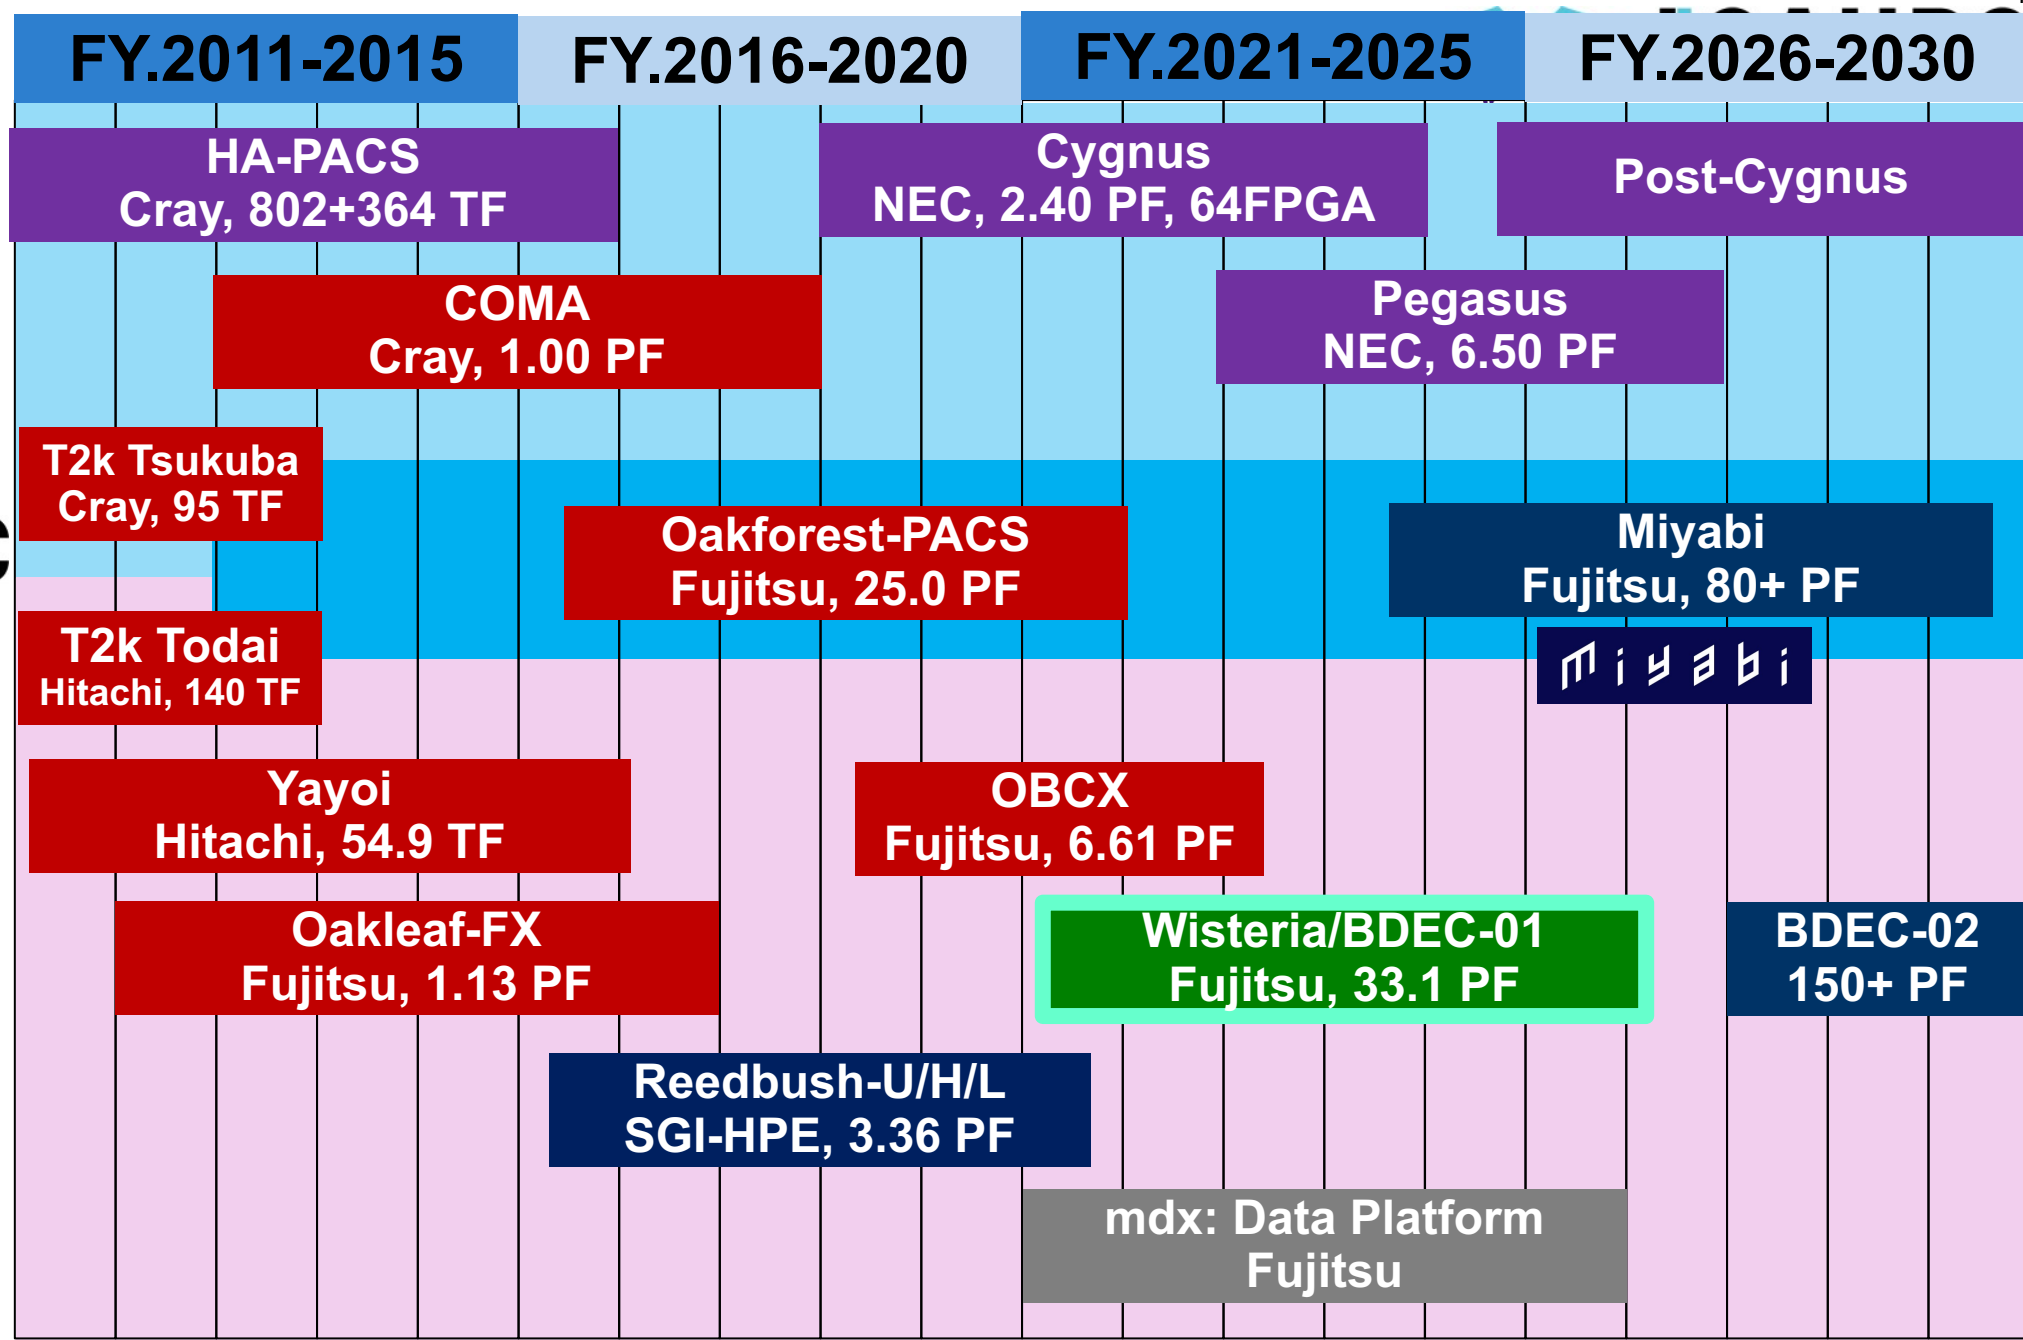 FY.2011-2015
FY.2016-2020
FY.2021-2025
FY.2026-2030
HA-PACS
Cray, 802+364 TF
Cygnus
NEC, 2.40 PF, 64FPGA
Post-Cygnus
COMA
Cray, 1.00 PF
Pegasus
NEC, 6.50 PF
T2k Tsukuba
Cray, 95 TF
Oakforest-PACS
Fujitsu, 25.0 PF
Miyabi
Fujitsu, 80+ PF
Miyabi
T2k Todai
Hitachi, 140 TF
Yayoi
Hitachi, 54.9 TF
OBCX
Fujitsu, 6.61 PF
Oakleaf-FX
Fujitsu, 1.13 PF
Wisteria/BDEC-01
Fujitsu, 33.1 PF
BDEC-02
150+ PF
Reedbush-U/H/L
SGI-HPE, 3.36 PF
mdx: Data Platform
Fujitsu